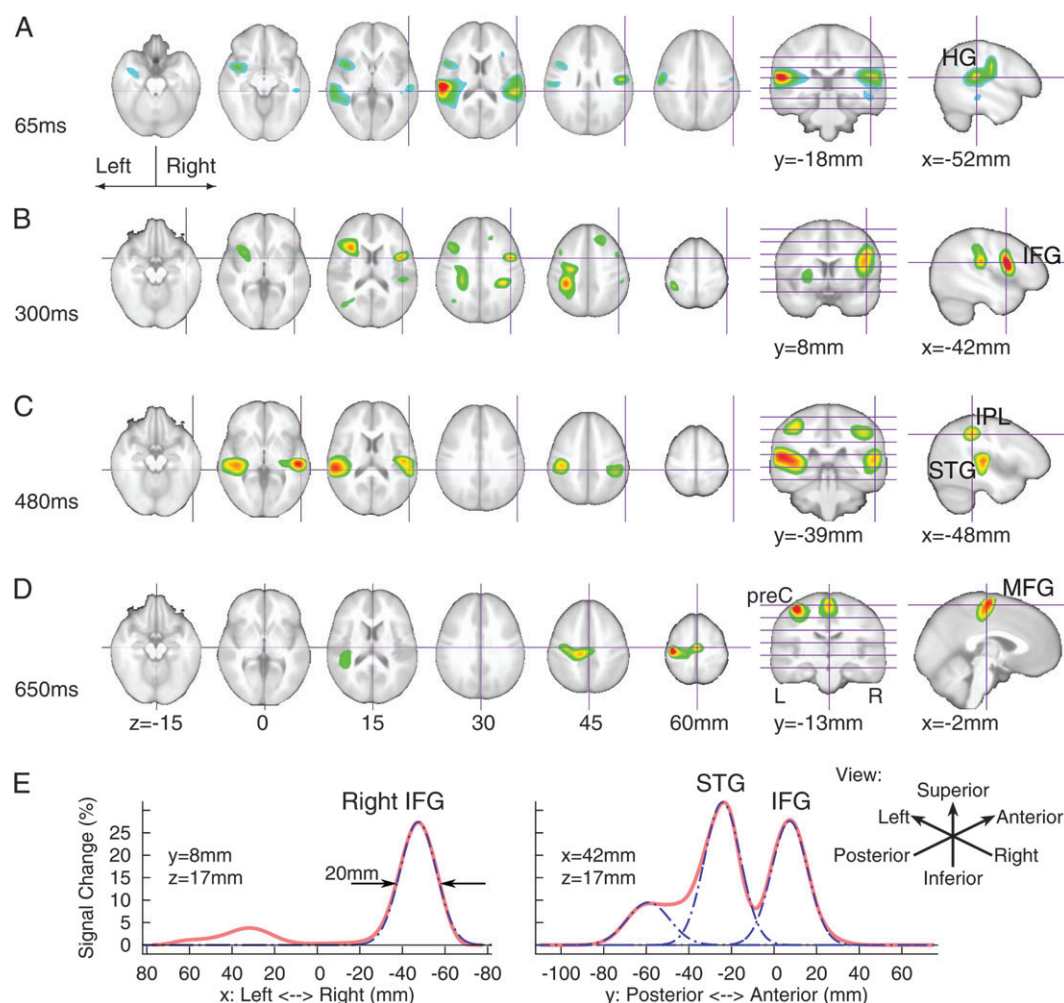 A
HG
65ms
y=-18mm
x=-52mm
Left
Right
B
IFG
300ms
y=8mm
x=-42mm
C
IPL
STG
480ms
y=-39mm
x=-48mm
D
preC
MFG
650ms
L
R
z=-15
0
15
30
45
60mm
y=-13mm
x=-2mm
E
Signal Change (%)
25
20
15
10
5
0
Right IFG
y=8mm
z=17mm
20mm
80 60 40 20 0 -20 -40 -60 -80
x: Left <--> Right (mm)
STG
IFG
x=42mm
z=17mm
-100 -80 -60 -40 -20 0 20 40 60
y: Posterior <--> Anterior (mm)
View:
Superior
Left
Anterior
Posterior
Right
Inferior